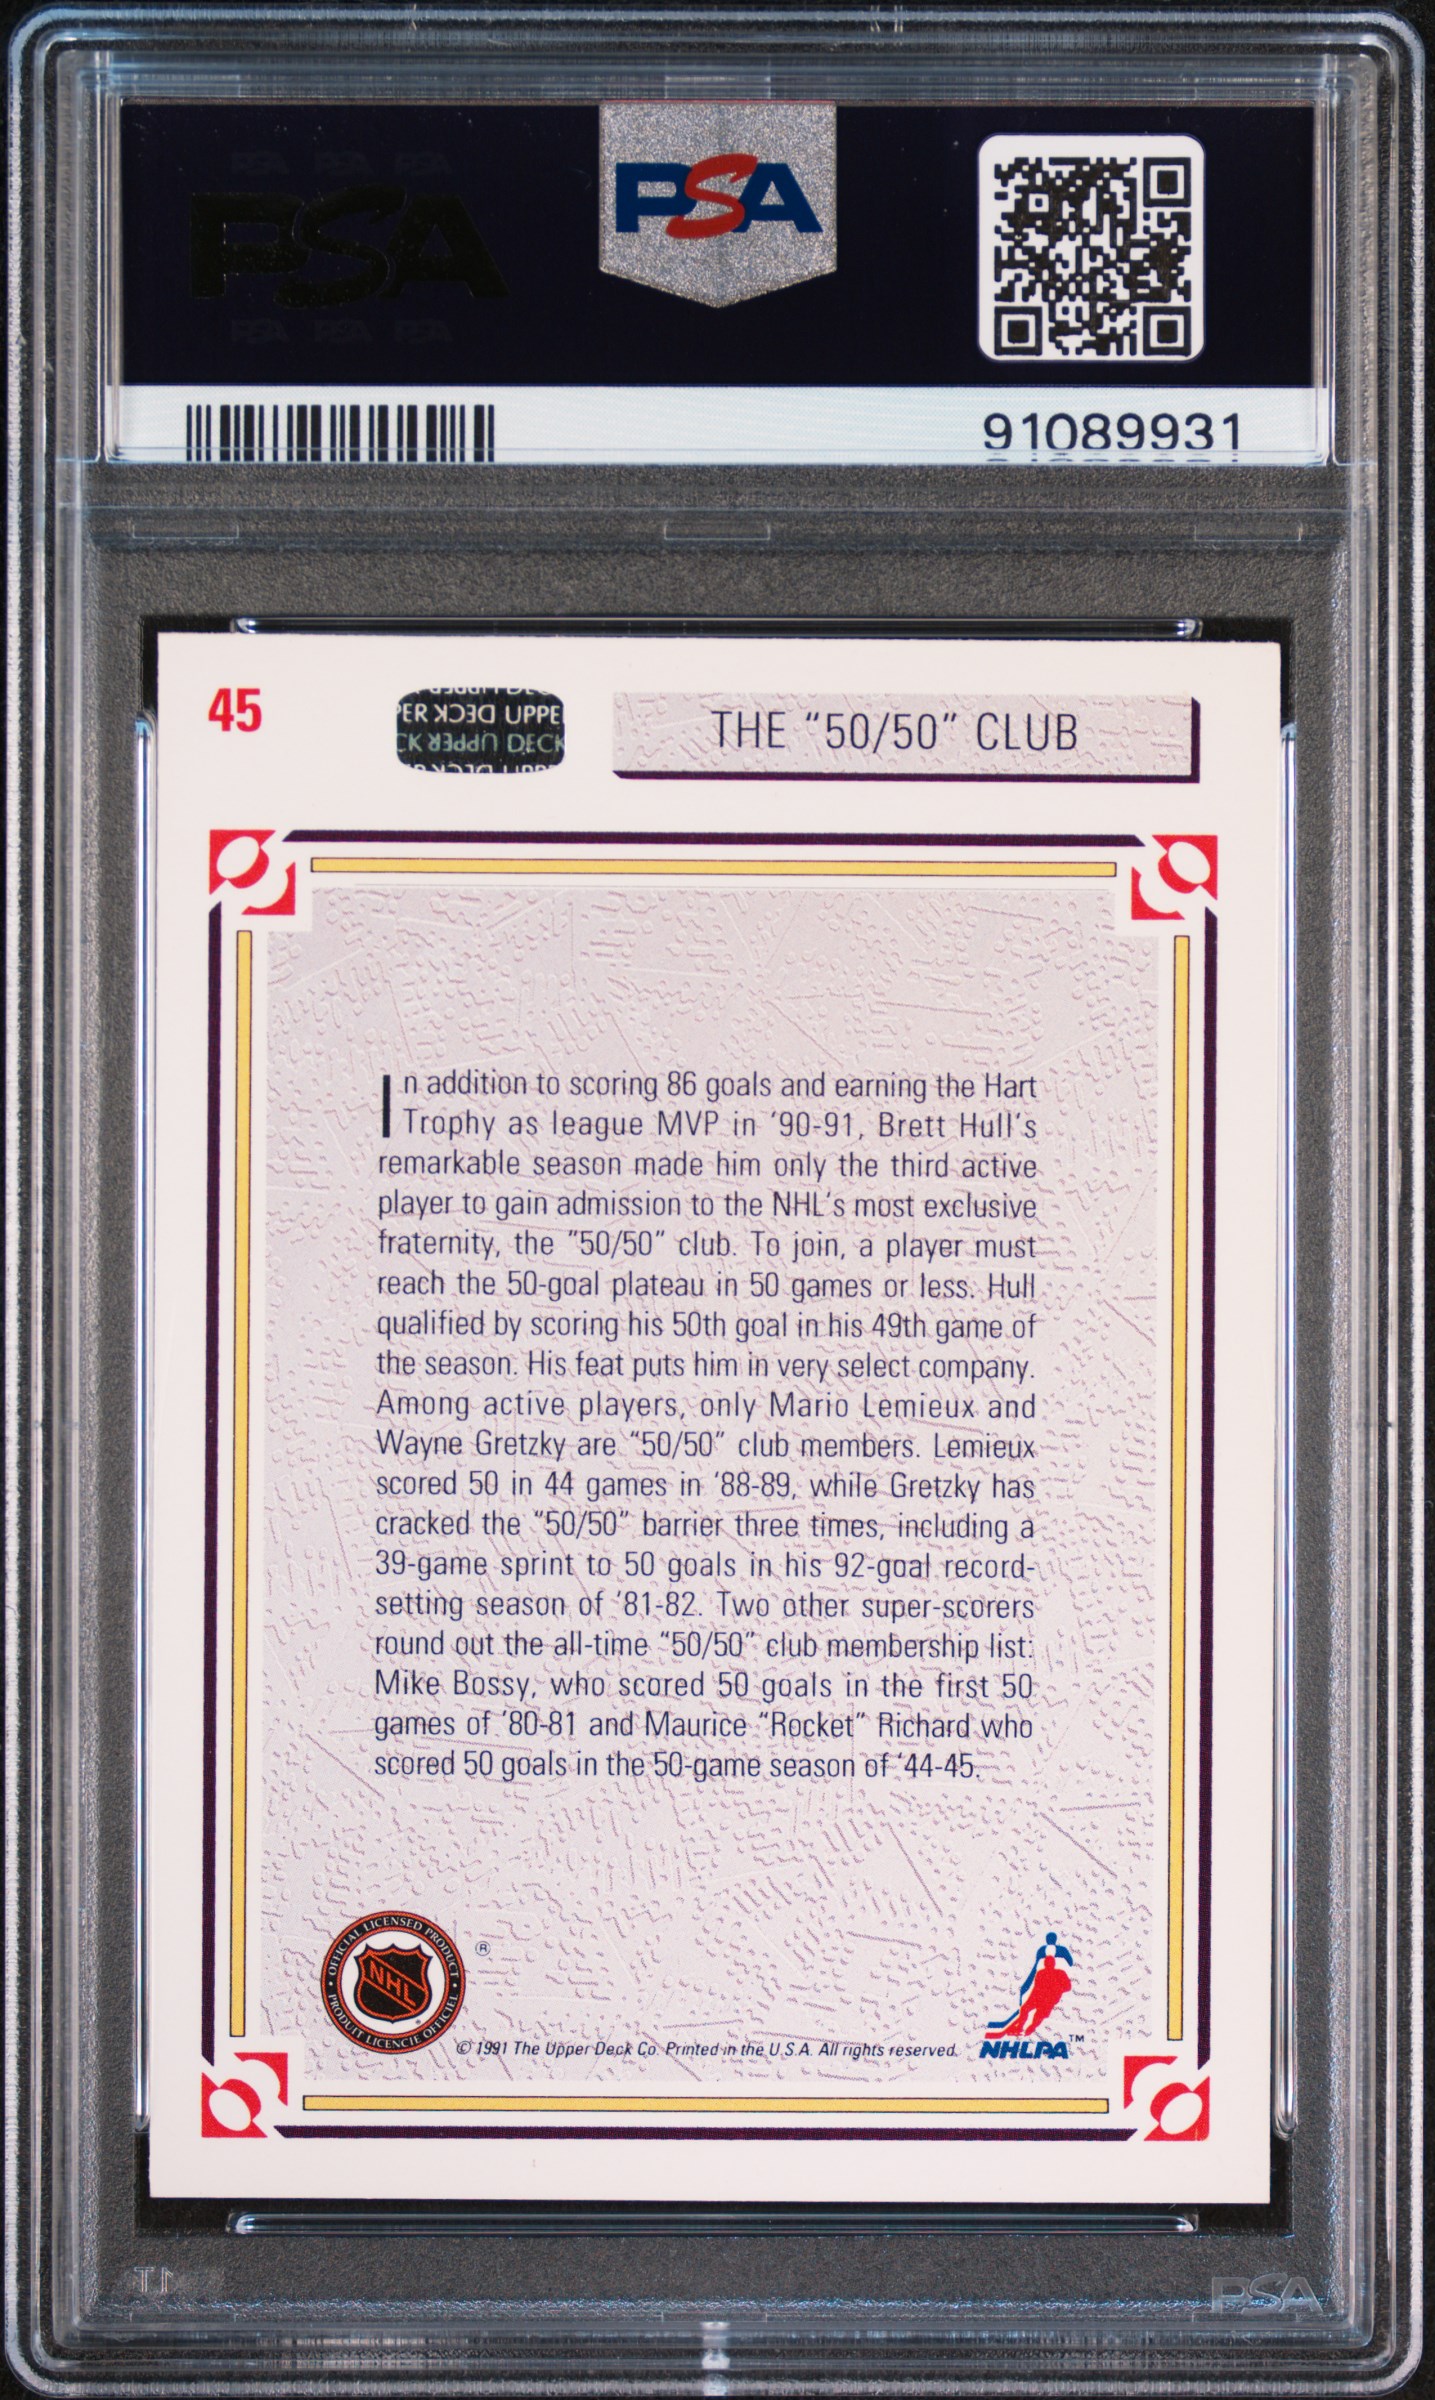 PSA
PSA
91089931
45
THE “50/50” CLUB
In addition to scoring 86 goals and earning the Hart
Trophy as league MVP in ’90-91, Brett Hull’s
remarkable season made him only the third active
player to gain admission to the NHL’s most exclusive
fraternity, the “50/50” club. To join, a player must
reach the 50-goal plateau in 50 games or less. Hull
qualified by scoring his 50th goal in his 49th game of
the season. His feat puts him in very select company.
Among active players, only Mario Lemieux and
Wayne Gretzky are “50/50” club members. Lemieux
scored 50 in 44 games in ’88-89, while Gretzky has
cracked the “50/50” barrier three times, including a
39-game sprint to 50 goals in his 92-goal record-
setting season of ’81-82. Two other super-scorers
round out the all-time “50/50” club membership list:
Mike Bossy, who scored 50 goals in the first 50
games of ’80-81 and Maurice “Rocket” Richard who
scored 50 goals in the 50-game season of ‘44-45.
OFFICIAL LICENSED PRODUCT
NHL
PRODUIT LICENCIE OFFICIEL
®
© 1991 The Upper Deck Co. Printed in the U.S.A. All rights reserved.
NHLPA™
PSA